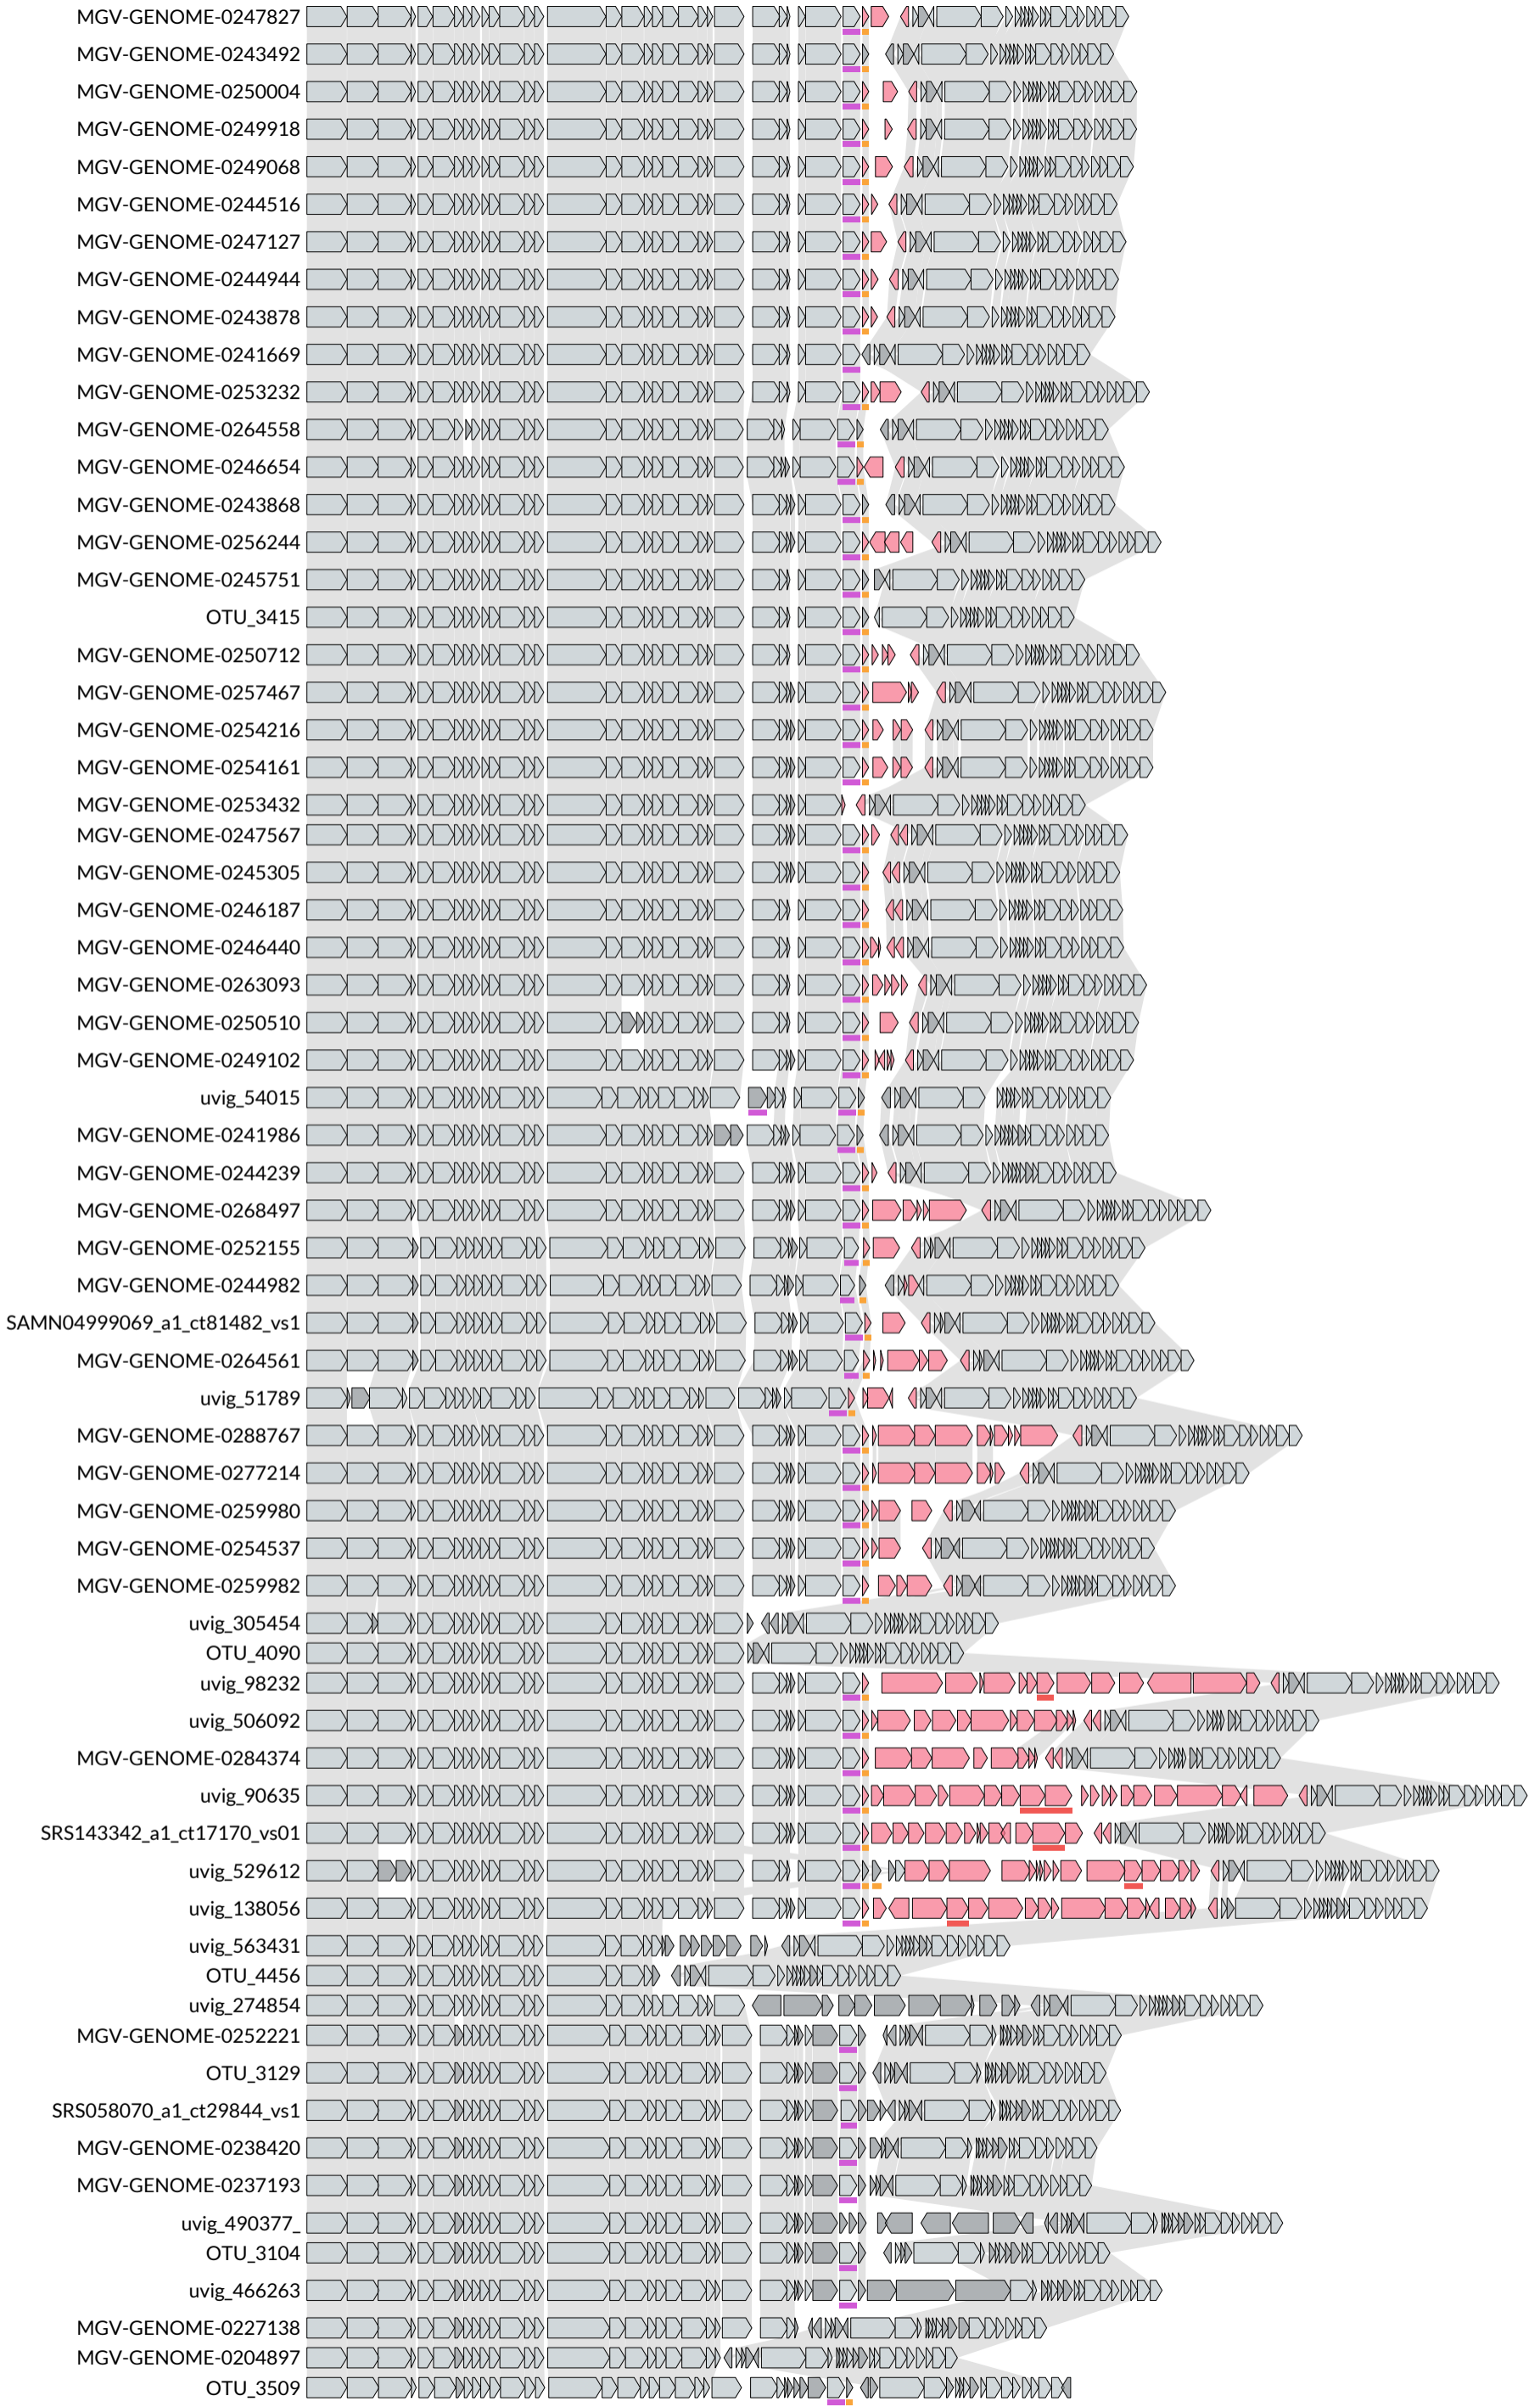 MGV-GENOME-0247827
MGV-GENOME-0243492
MGV-GENOME-0250004
MGV-GENOME-0249918
MGV-GENOME-0249068
MGV-GENOME-0244516
MGV-GENOME-0247127
MGV-GENOME-0244944
MGV-GENOME-0243878
MGV-GENOME-0241669
MGV-GENOME-0253232
MGV-GENOME-0264558
MGV-GENOME-0246654
MGV-GENOME-0243868
MGV-GENOME-0256244
MGV-GENOME-0245751
OTU_3415
MGV-GENOME-0250712
MGV-GENOME-0257467
MGV-GENOME-0254216
MGV-GENOME-0254161
MGV-GENOME-0253432
MGV-GENOME-0247567
MGV-GENOME-0245305
MGV-GENOME-0246187
MGV-GENOME-0246440
MGV-GENOME-0263093
MGV-GENOME-0250510
MGV-GENOME-0249102
uvig_54015
MGV-GENOME-0241986
MGV-GENOME-0244239
MGV-GENOME-0268497
MGV-GENOME-0252155
MGV-GENOME-0244982
SAMN04999069_a1_ct81482_vs1
MGV-GENOME-0264561
uvig_51789
MGV-GENOME-0288767
MGV-GENOME-0277214
MGV-GENOME-0259980
MGV-GENOME-0254537
MGV-GENOME-0259982
uvig_305454
OTU_4090
uvig_98232
uvig_506092
MGV-GENOME-0284374
uvig_90635
SRS143342_a1_ct17170_vs01
uvig_529612
uvig_138056
uvig_563431
OTU_4456
uvig_274854
MGV-GENOME-0252221
OTU_3129
SRS058070_a1_ct29844_vs1
MGV-GENOME-0238420
MGV-GENOME-0237193
uvig_490377_
OTU_3104
uvig_466263
MGV-GENOME-0227138
MGV-GENOME-0204897
OTU_3509